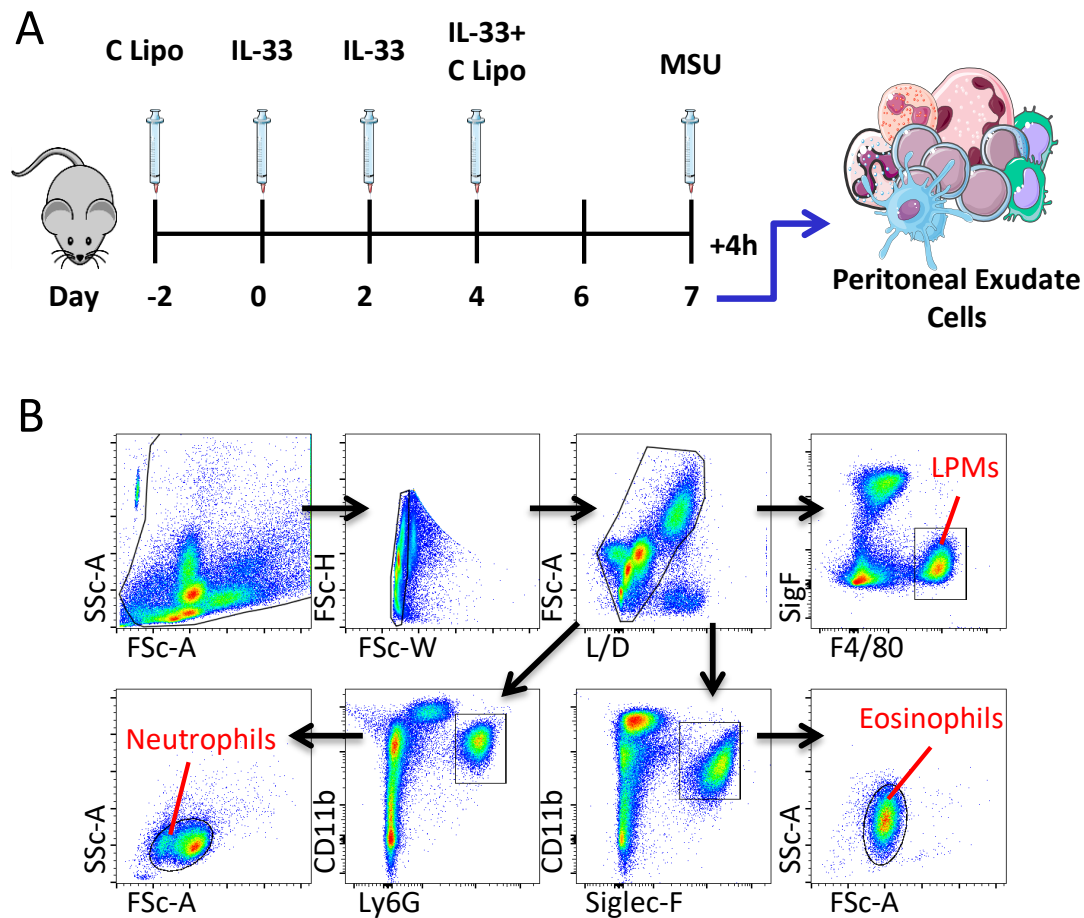 A
C Lipo
IL-33
IL-33
IL-33+
C Lipo
MSU
+4h
Day
-2
0
2
4
6
7
Peritoneal Exudate
Cells
B
SSc-A
FSc-A
FSc-H
FSc-W
FSc-A
L/D
SigF
F4/80
LPMs
Neutrophils
SSc-A
FSc-A
CD11b
Ly6G
CD11b
Siglec-F
Eosinophils
SSc-A
FSc-A